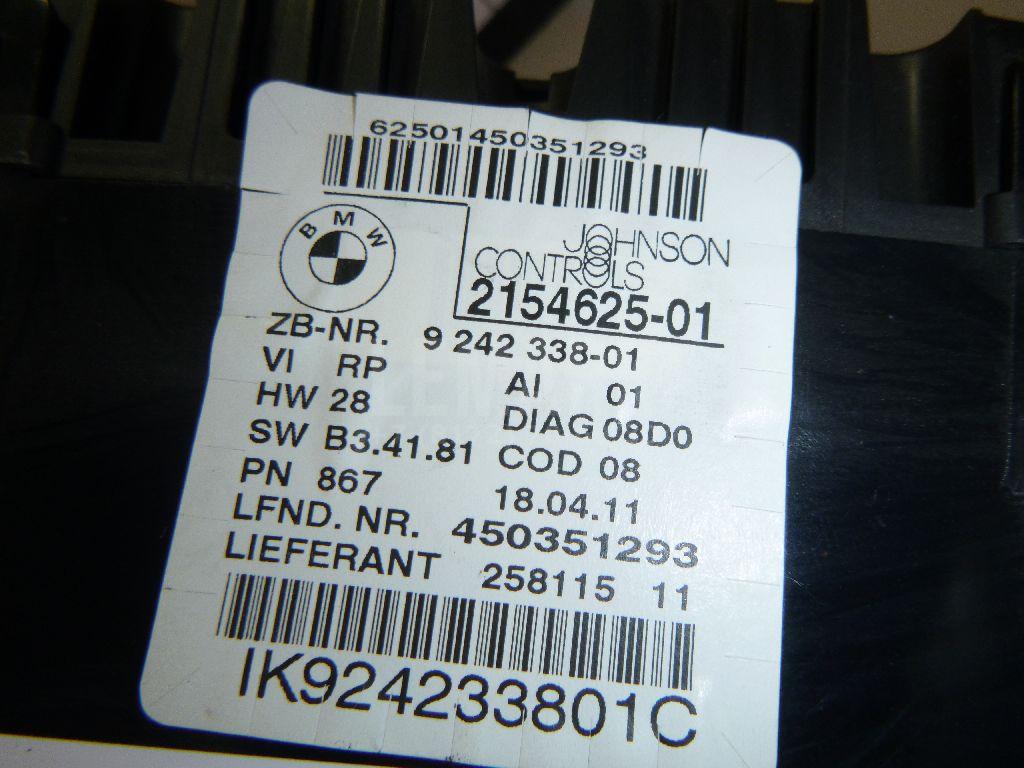 62501450351293
BMW
JOHNSON
CONTROLS
2154625-01
ZB-NR. 9 242 338-01
VI RP AI 01
HW 28 DIAG 08D0
SW B3.41.81 COD 08
PN 867 18.04.11
LFND. NR. 450351293
LIEFERANT 258115 11
IK924233801C